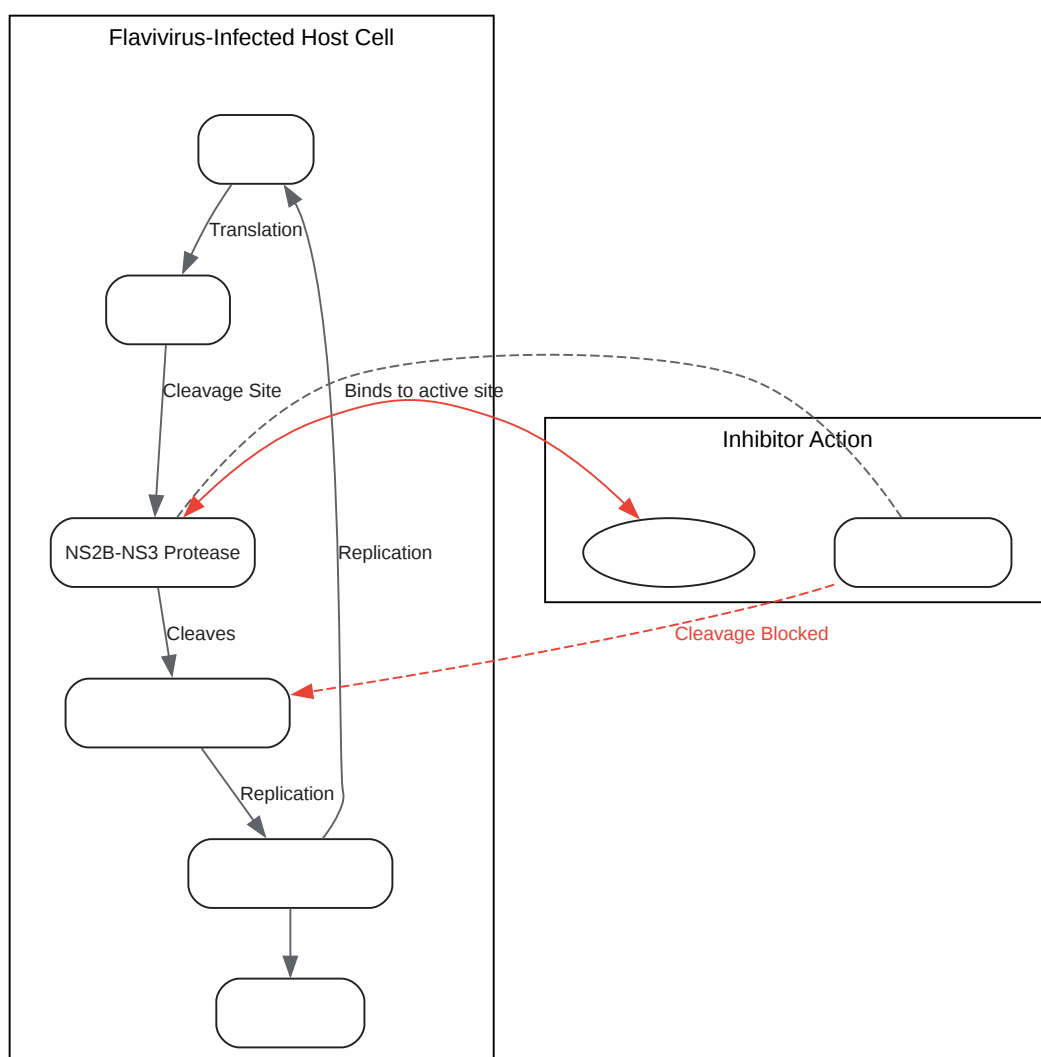 Flavivirus-Infected Host Cell
Translation
Cleavage Site
Binds to active site
Inhibitor Action
NS2B-NS3 Protease
Replication
Cleaves
Cleavage Blocked
Replication